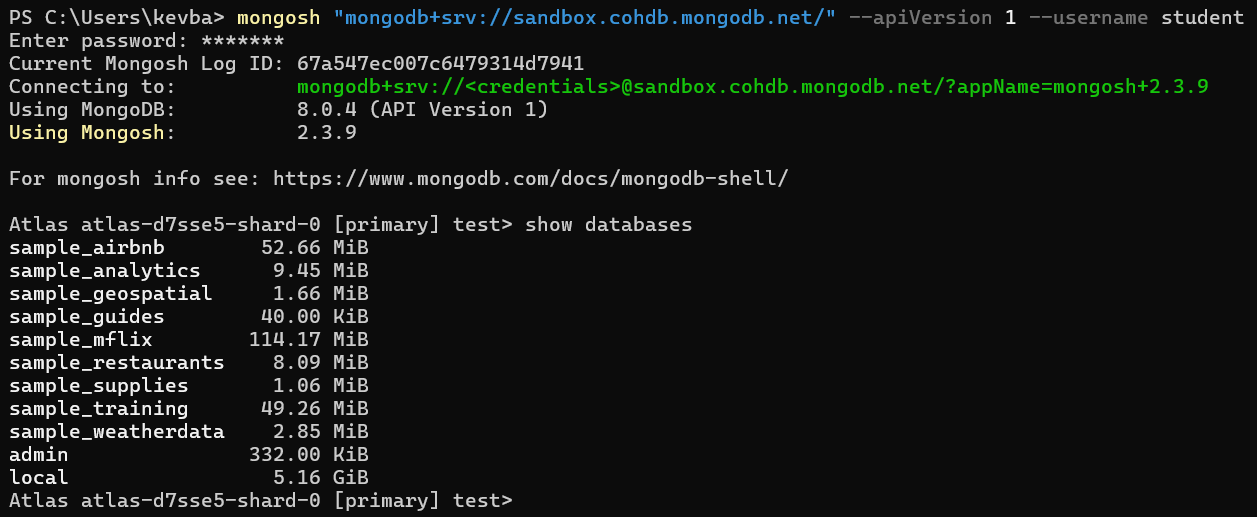 PS C:\Users\kevba> mongosh "mongodb+srv://sandbox.cohdb.mongodb.net/" --apiVersion 1 --username student
Enter password: *******
Current Mongosh Log ID: 67a547ec007c6479314d7941
Connecting to:          mongodb+srv://<credentials>@sandbox.cohdb.mongodb.net/?appName=mongosh+2.3.9
Using MongoDB:          8.0.4 (API Version 1)
Using Mongosh:          2.3.9
For mongosh info see: https://www.mongodb.com/docs/mongodb-shell/
Atlas atlas-d7sse5-shard-0 [primary] test> show databases
sample_airbnb        52.66 MiB
sample_analytics      9.45 MiB
sample_geospatial     1.66 MiB
sample_guides        40.00 KiB
sample_mflix        114.17 MiB
sample_restaurants    8.09 MiB
sample_supplies       1.06 MiB
sample_training      49.26 MiB
sample_weatherdata    2.85 MiB
admin               332.00 KiB
local                 5.16 GiB
Atlas atlas-d7sse5-shard-0 [primary] test>